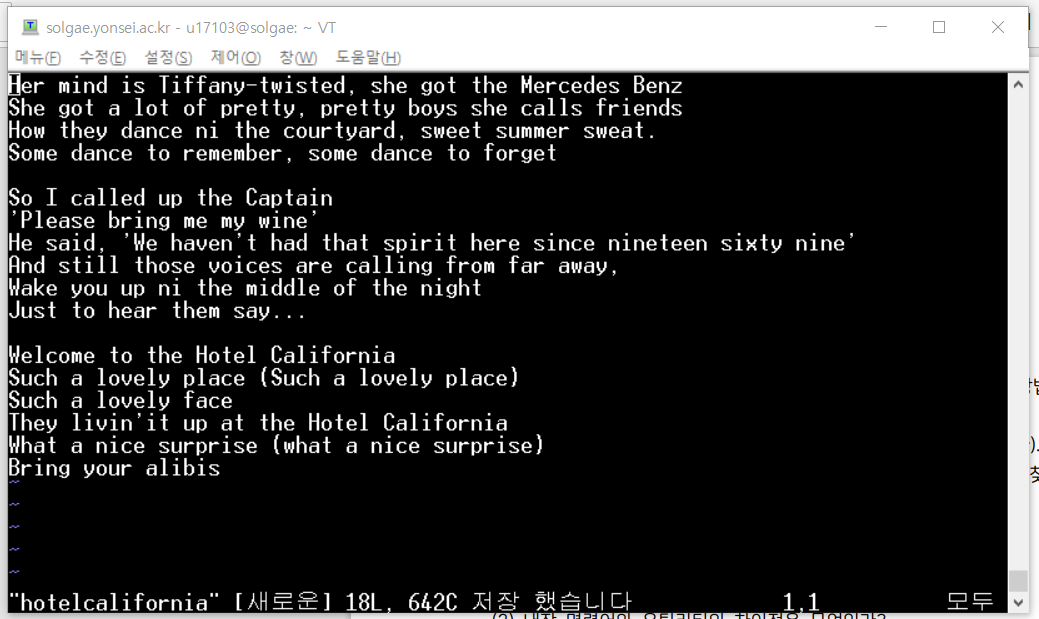 solgae.yonsei.ac.kr - u17103@solgae: ~ VT
메뉴(F) 수정(E) 설정(S) 제어(O) 창(W) 도움말(H)
Her mind is Tiffany-twisted, she got the Mercedes Benz
She got a lot of pretty, pretty boys she calls friends
How they dance ni the courtyard, sweet summer sweat.
Some dance to remember, some dance to forget

So I called up the Captain
'Please bring me my wine'
He said, 'We haven't had that spirit here since nineteen sixty nine'
And still those voices are calling from far away,
Wake you up ni the middle of the night
Just to hear them say...

Welcome to the Hotel California
Such a lovely place (Such a lovely place)
Such a lovely face
They livin'it up at the Hotel California
What a nice surprise (what a nice surprise)
Bring your alibis
~
~
~
~
~
"hotelcalifornia" [새로운] 18L, 642C 저장 했습니다 1,1 모두